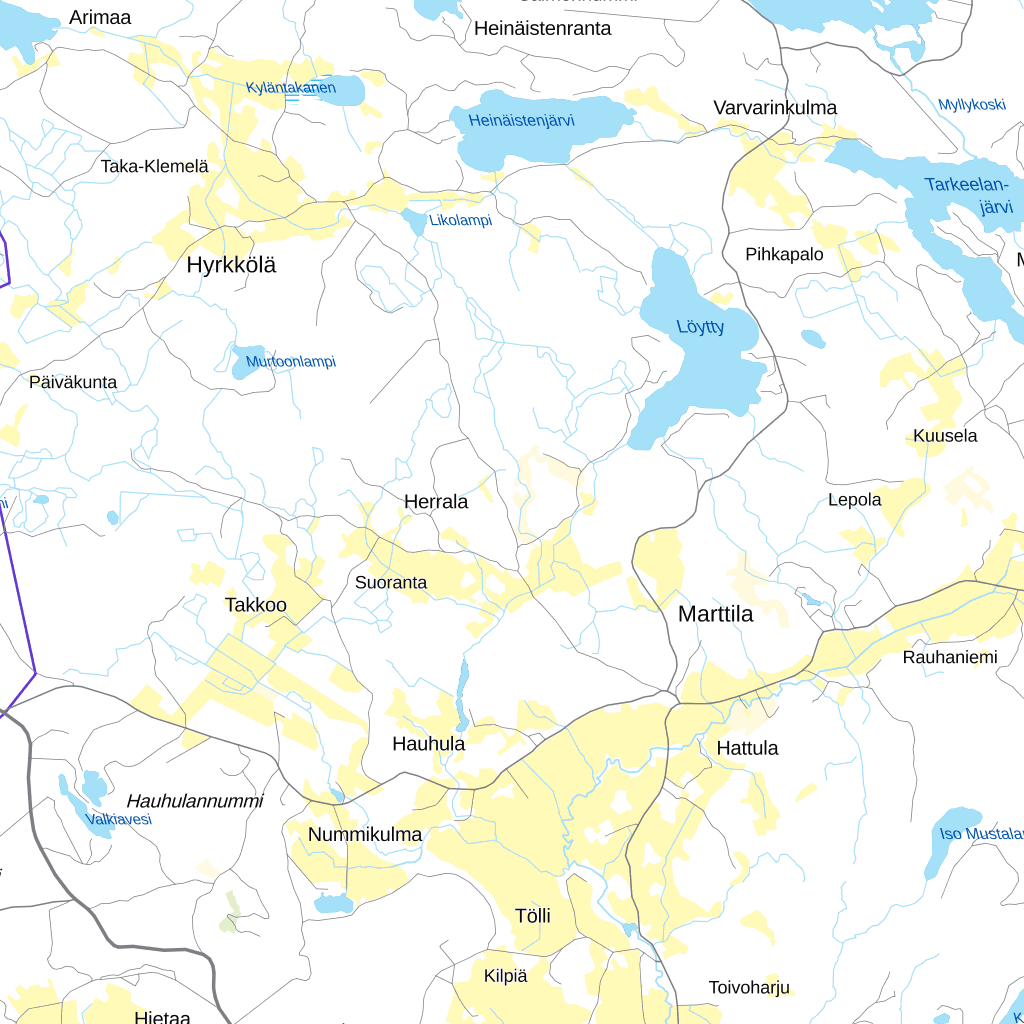 Arimaa
Heinäistenranta
Kyläntakanen
Heinäistenjärvi
Varvarinkulma
Myllykoski
Taka-Klemelä
Tarkeelan-
järvi
Likolampi
Hyrkkölä
Pihkapalo
Löytty
Murtoonlampi
Päiväkunta
Kuusela
Herrala
Lepola
Suoranta
Takkoo
Marttila
Rauhaniemi
Hauhula
Hattula
Hauhulannummi
Valkiavesi
Nummikulma
Iso
Tölli
Kilpiä
Toivoharju
Hietaa